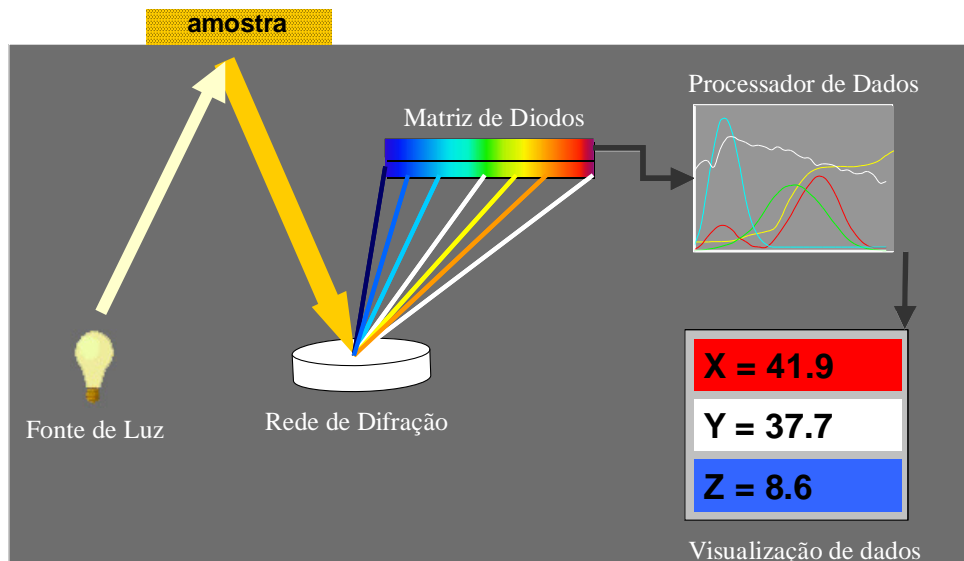 amostra
Processador de Dados
Matriz de Diodos
Fonte de Luz
Rede de Difração
X = 41.9
Y = 37.7
Z = 8.6
Visualização de dados